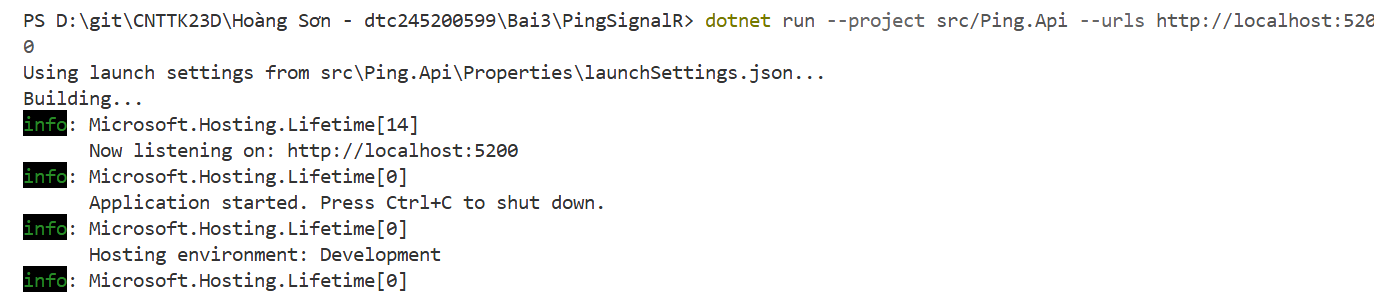 PS D:\git\CNTTK23D\Hoàng Sơn - dtc245200599\Bai3\PingSignalR> dotnet run --project src/Ping.Api --urls http://localhost:520
0
Using launch settings from src\Ping.Api\Properties\launchSettings.json...
Building...
info: Microsoft.Hosting.Lifetime[14]
      Now listening on: http://localhost:5200
info: Microsoft.Hosting.Lifetime[0]
      Application started. Press Ctrl+C to shut down.
info: Microsoft.Hosting.Lifetime[0]
      Hosting environment: Development
info: Microsoft.Hosting.Lifetime[0]